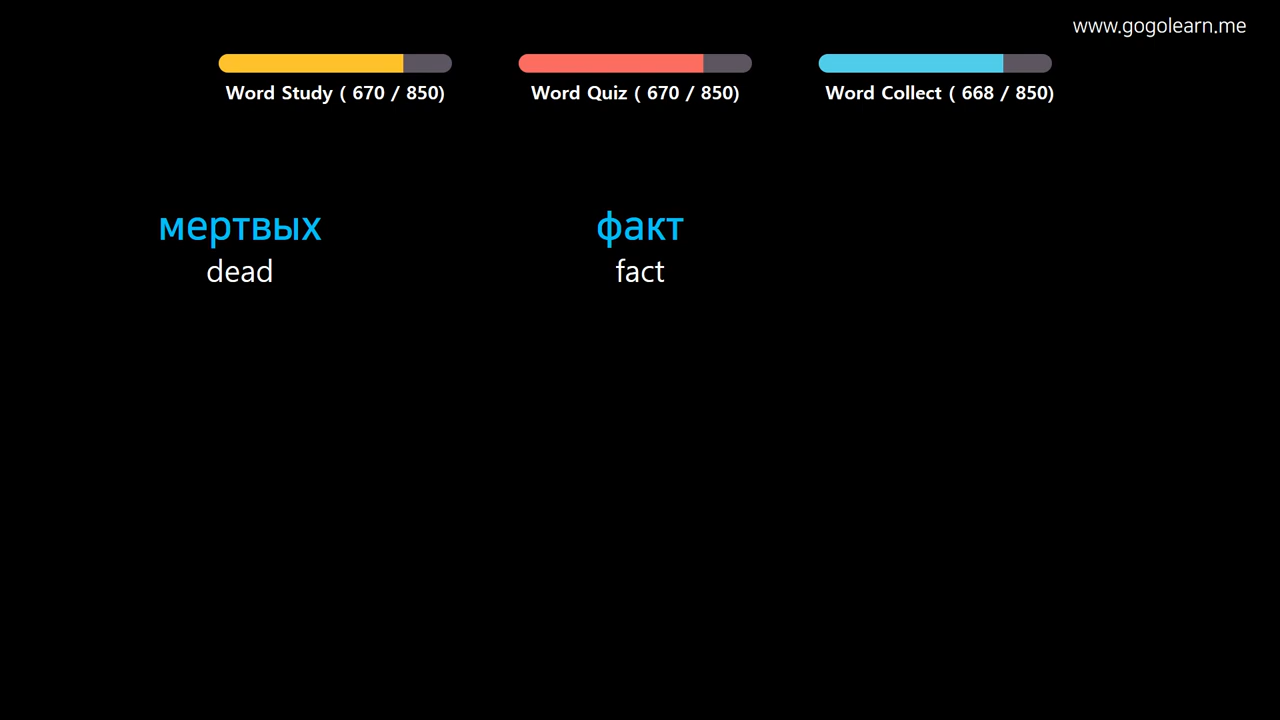 www.gogolearn.me
Word Study ( 670 / 850)
Word Quiz ( 670 / 850)
Word Collect ( 668 / 850)
мертвых
dead
факт
fact